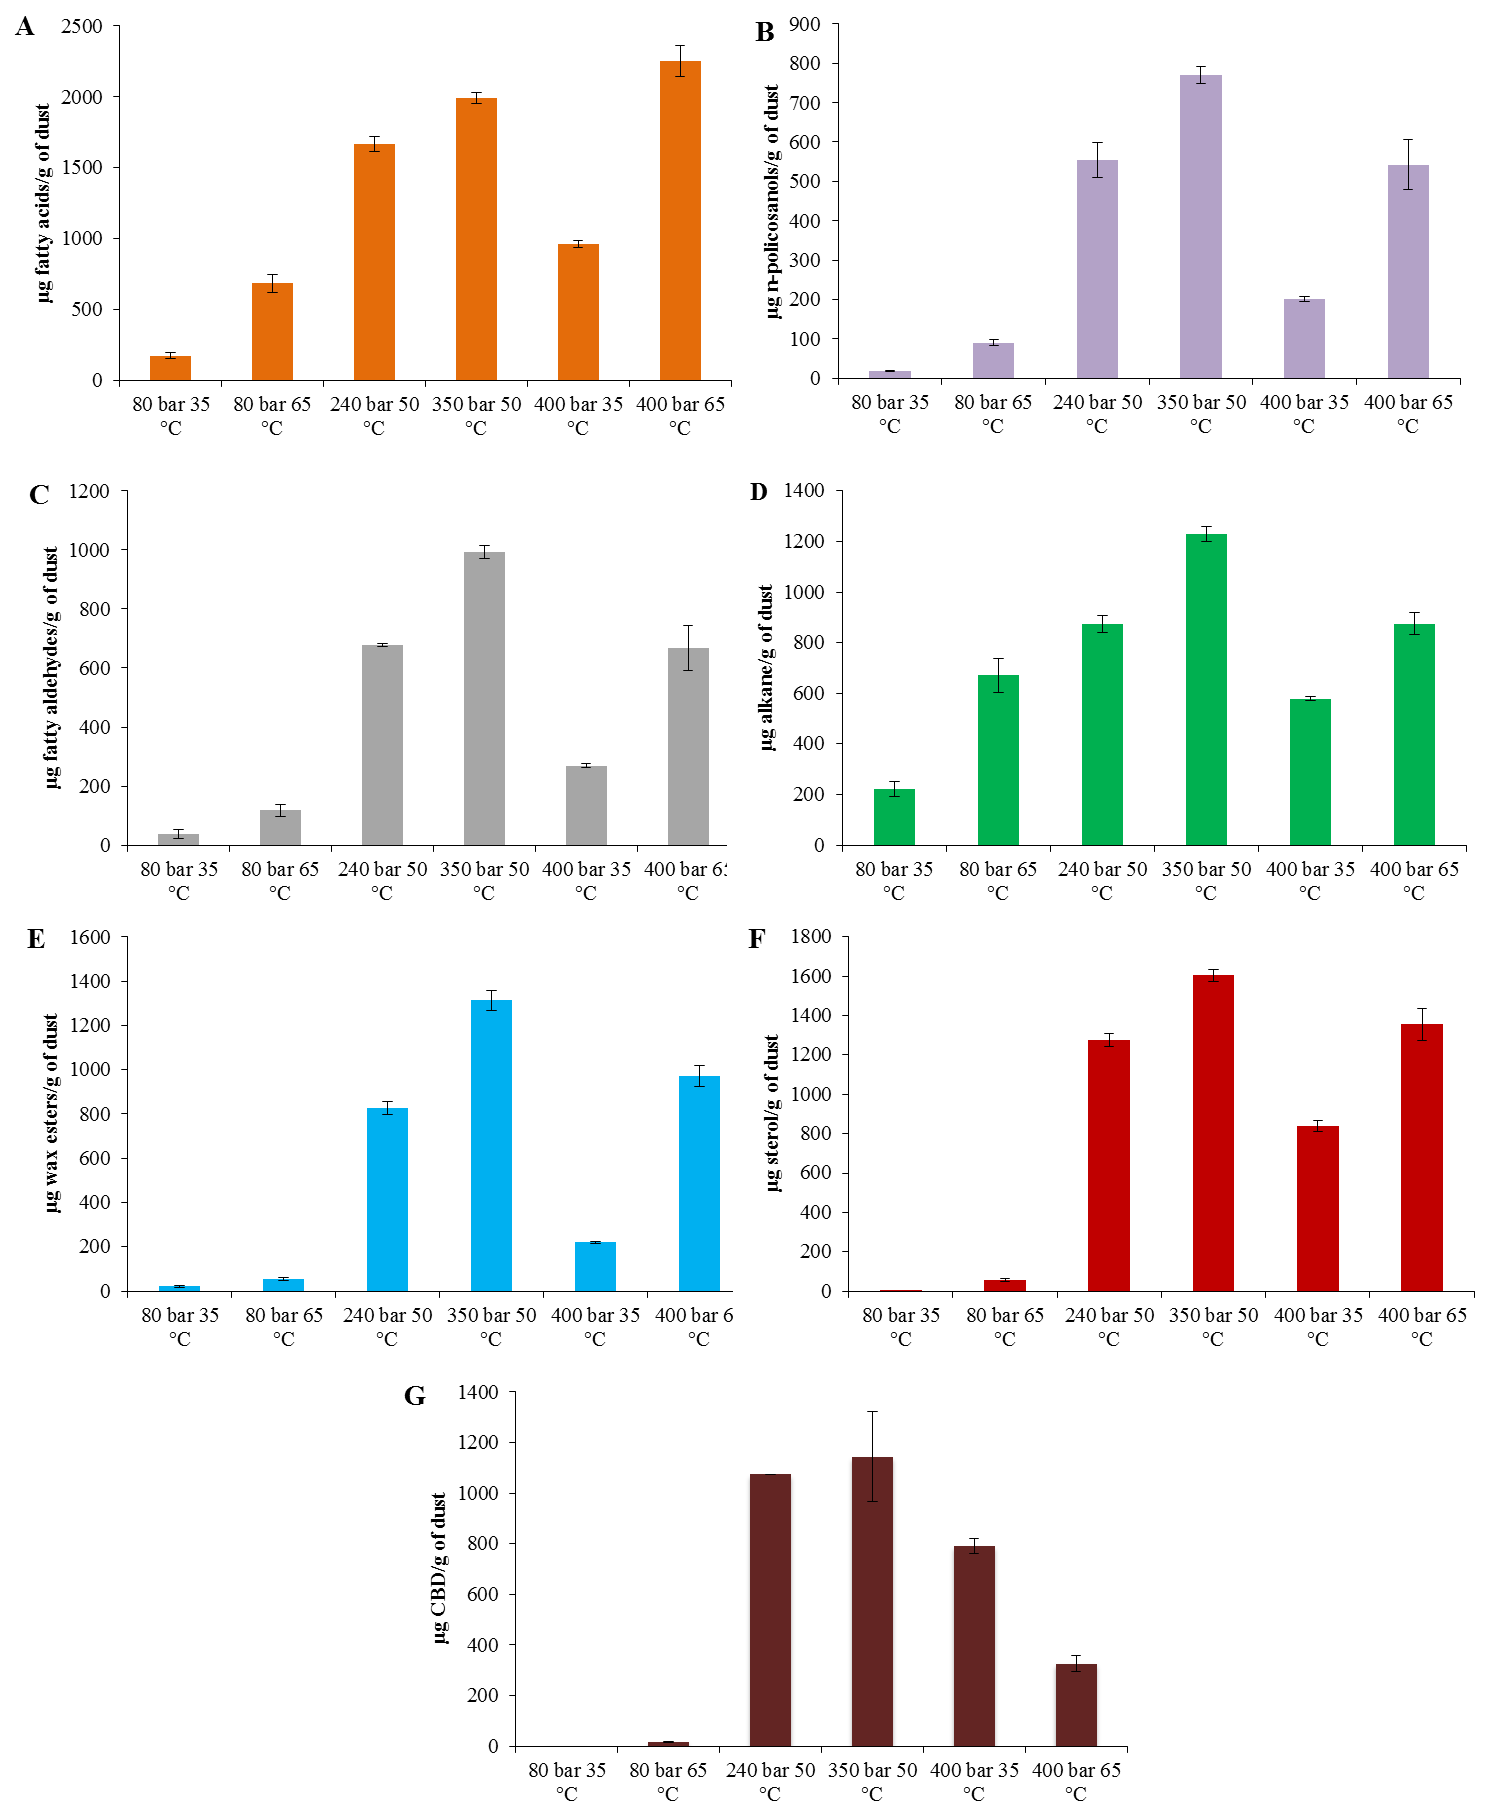 A
µg fatty acids/g of dust
2500
2000
1500
1000
500
0
80 bar 35 °C
80 bar 65 °C
240 bar 50 °C
350 bar 50 °C
400 bar 35 °C
400 bar 65 °C
B
µg n-policosanols/g of dust
900
800
700
600
500
400
300
200
100
0
80 bar 35 °C
80 bar 65 °C
240 bar 50 °C
350 bar 50 °C
400 bar 35 °C
400 bar 65 °C
C
µg fatty aldehydes/g of dust
1200
1000
800
600
400
200
0
80 bar 35 °C
80 bar 65 °C
240 bar 50 °C
350 bar 50 °C
400 bar 35 °C
400 bar 65 °C
D
µg alkane/g of dust
1400
1200
1000
800
600
400
200
0
80 bar 35 °C
80 bar 65 °C
240 bar 50 °C
350 bar 50 °C
400 bar 35 °C
400 bar 65 °C
E
µg wax esters/g of dust
1600
1400
1200
1000
800
600
400
200
0
80 bar 35 °C
80 bar 65 °C
240 bar 50 °C
350 bar 50 °C
400 bar 35 °C
400 bar 6 °C
F
µg sterol/g of dust
1800
1600
1400
1200
1000
800
600
400
200
0
80 bar 35 °C
80 bar 65 °C
240 bar 50 °C
350 bar 50 °C
400 bar 35 °C
400 bar 65 °C
G
µg CBD/g of dust
1400
1200
1000
800
600
400
200
0
80 bar 35 °C
80 bar 65 °C
240 bar 50 °C
350 bar 50 °C
400 bar 35 °C
400 bar 65 °C